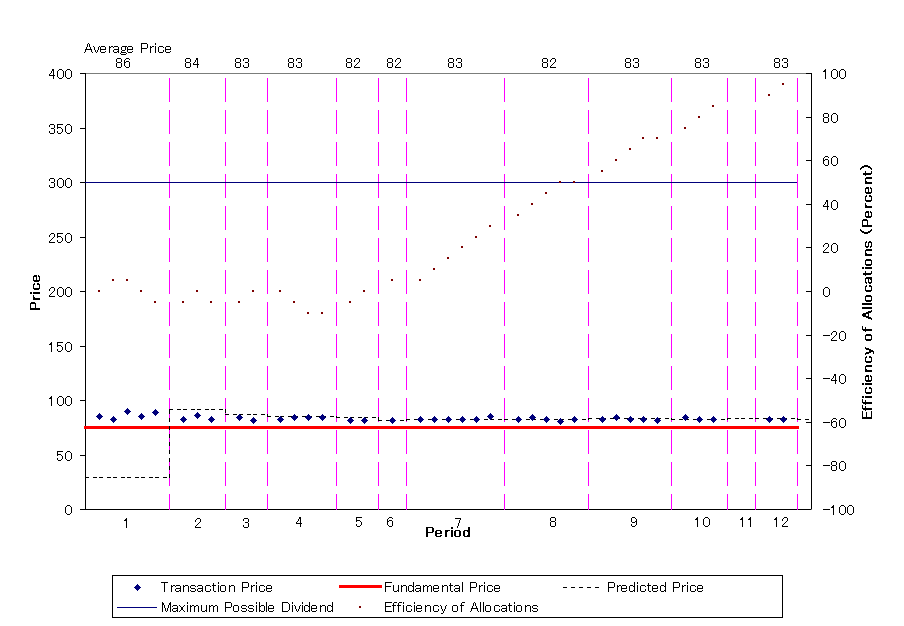 Average Price
86 84 83 83 82 82 83 82 83 83 83
400 100
350 80
300 60
250 40
200 20
150 0
100 -20
50 -40
0 -60
-80
-100
Price
Efficiency of Allocations (Percent)
1 2 3 4 5 6 7 8 9 10 11 12
Period
Transaction Price Fundamental Price Predicted Price
Maximum Possible Dividend Efficiency of Allocations